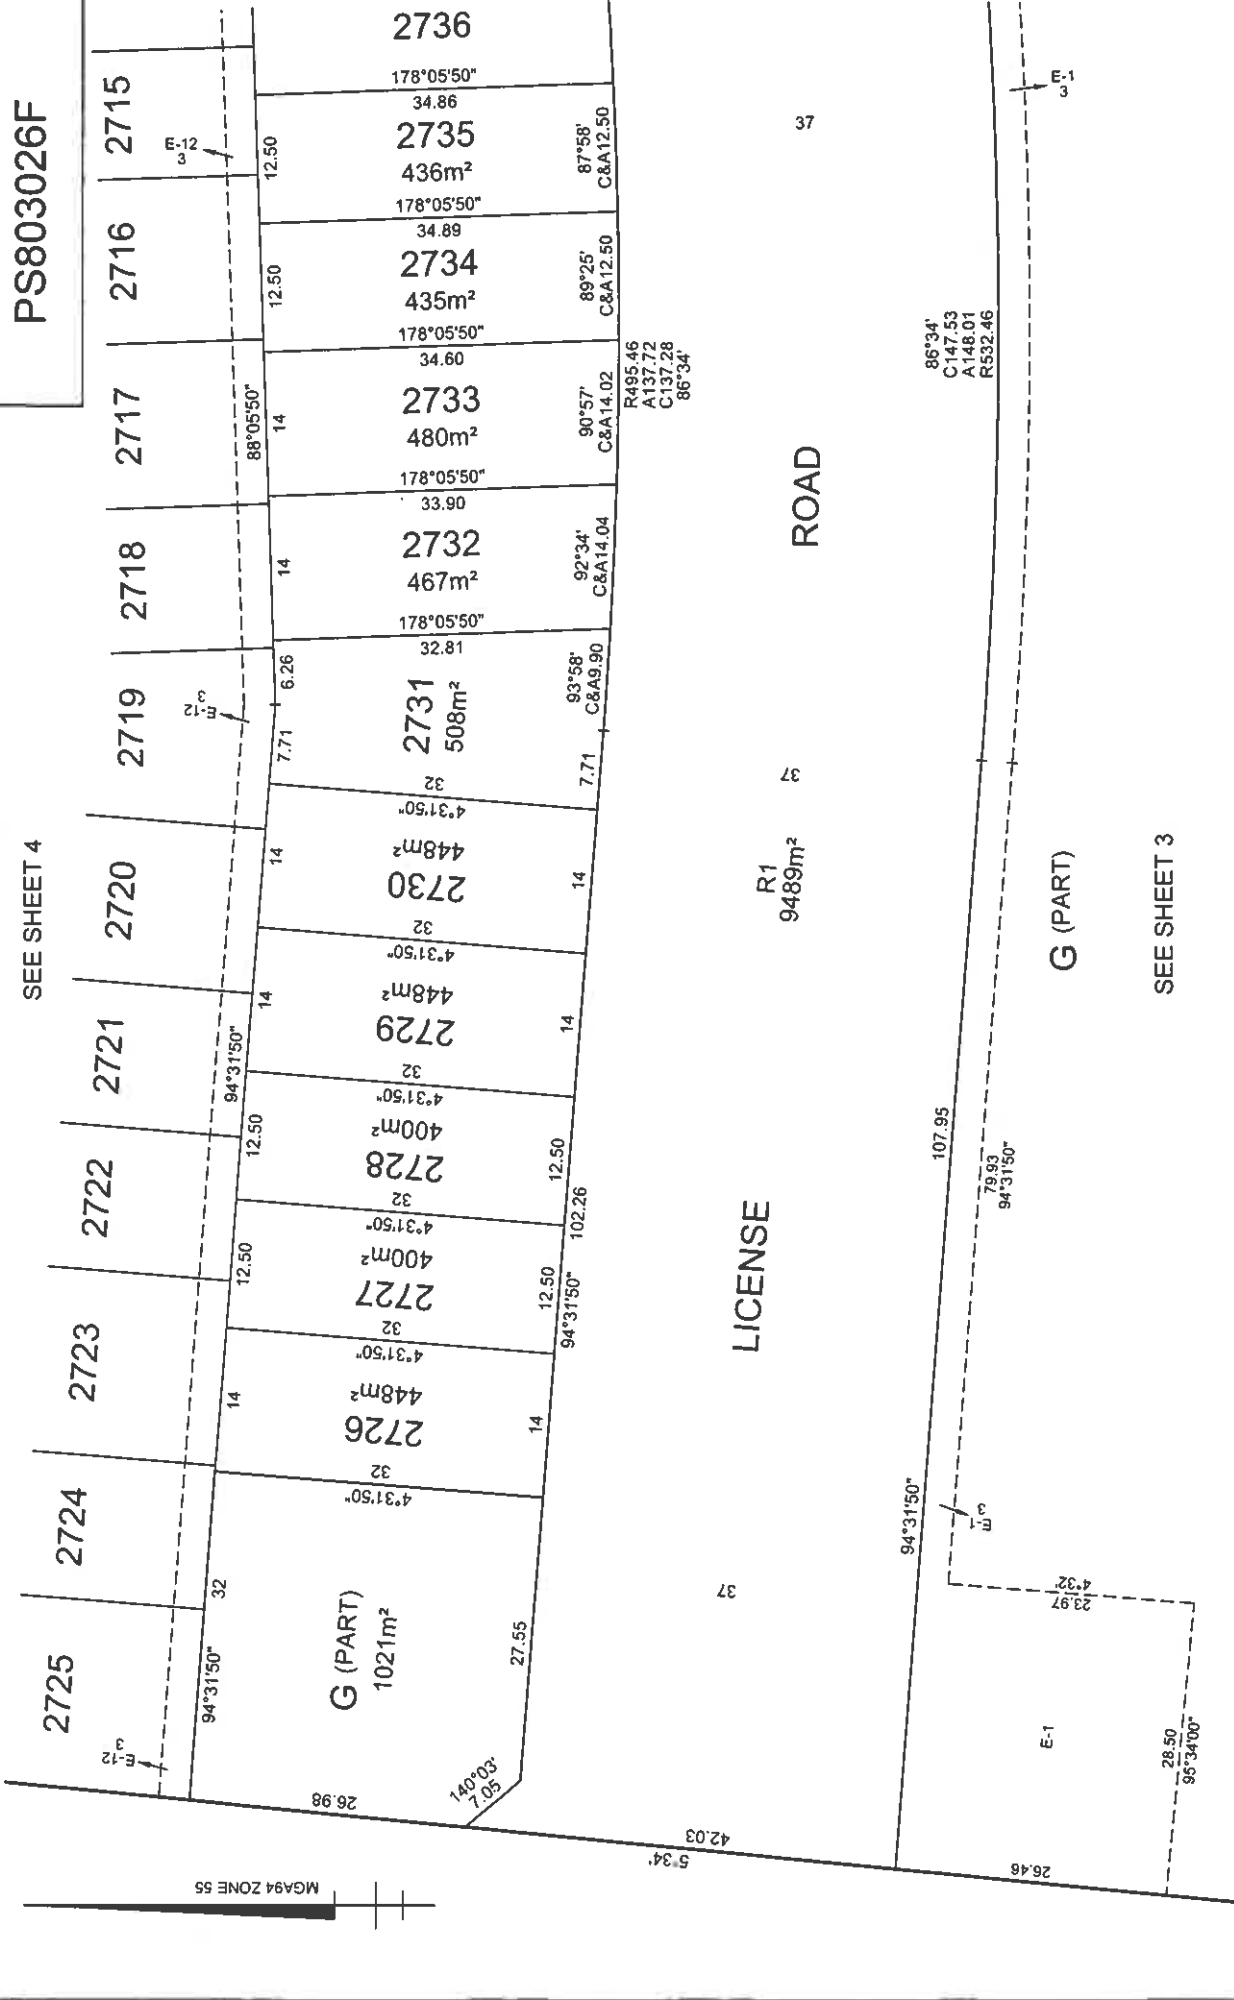 PS803026F
SEE SHEET 4
2725
2724
2723
2722
2721
2720
2719
2718
2717
2716
2715
E-12
3
E-12
3
E-12
3
94°31'50"
32
14
12.50
12.50
94°31'50"
14
14
7.71
6.26
14
14
88°05'50"
12.50
12.50
26.98
G (PART)
1021m²
4°31'50"
32
2726
448m²
4°31'50"
32
2727
400m²
4°31'50"
32
2728
400m²
4°31'50"
32
2729
448m²
4°31'50"
32
2730
448m²
4°31'50"
32
2731
508m²
178°05'50"
32.81
2732
467m²
178°05'50"
33.90
2733
480m²
178°05'50"
34.60
2734
435m²
178°05'50"
34.89
2735
436m²
178°05'50"
34.86
2736
140°03'
7.05
27.55
14
12.50
94°31'50"
102.26
12.50
14
14
7.71
93°58'
C&A9.90
92°34'
C&A14.04
90°57'
C&A14.02
89°25'
C&A12.50
87°58'
C&A12.50
R495.46
A137.72
C137.28
86°34'
42.03
5°34'
37
LICENSE
R1
9489m²
37
ROAD
37
94°31'50"
107.95
86°34'
C147.53
A148.01
R532.46
E-1
3
79.93
94°31'50"
E-1
3
26.46
E-1
4°32'
23.97
28.50
95°34'00"
G (PART)
SEE SHEET 3
MGA94 ZONE 55